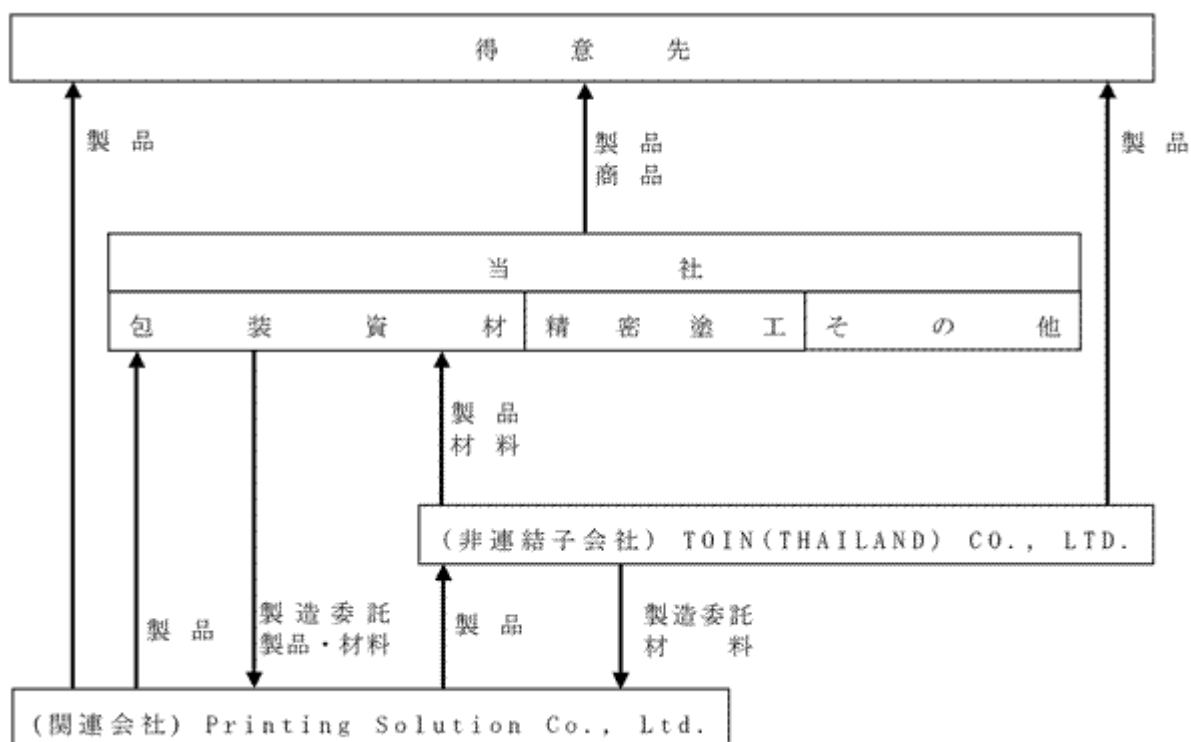 得意先
製品
製品
商品
製品
当社
包装資材
精密塗工
その他
製品
材料
(非連結子会社) TOIN(THAILAND) CO., LTD.
製品
製造委託
製品・材料
製品
製造委託
材料
(関連会社) Printing Solution Co., Ltd.